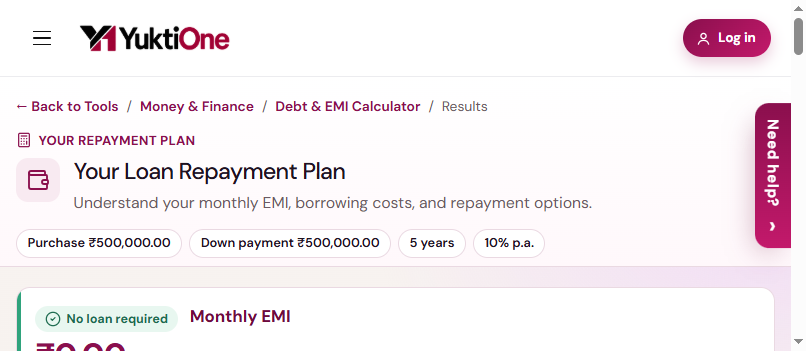 YuktiOne
Log in
← Back to Tools / Money & Finance / Debt & EMI Calculator / Results
YOUR REPAYMENT PLAN
Your Loan Repayment Plan
Understand your monthly EMI, borrowing costs, and repayment options.
Purchase ₹500,000.00 Down payment ₹500,000.00 5 years 10% p.a.
Need help? ›
No loan required Monthly EMI
₹0.00